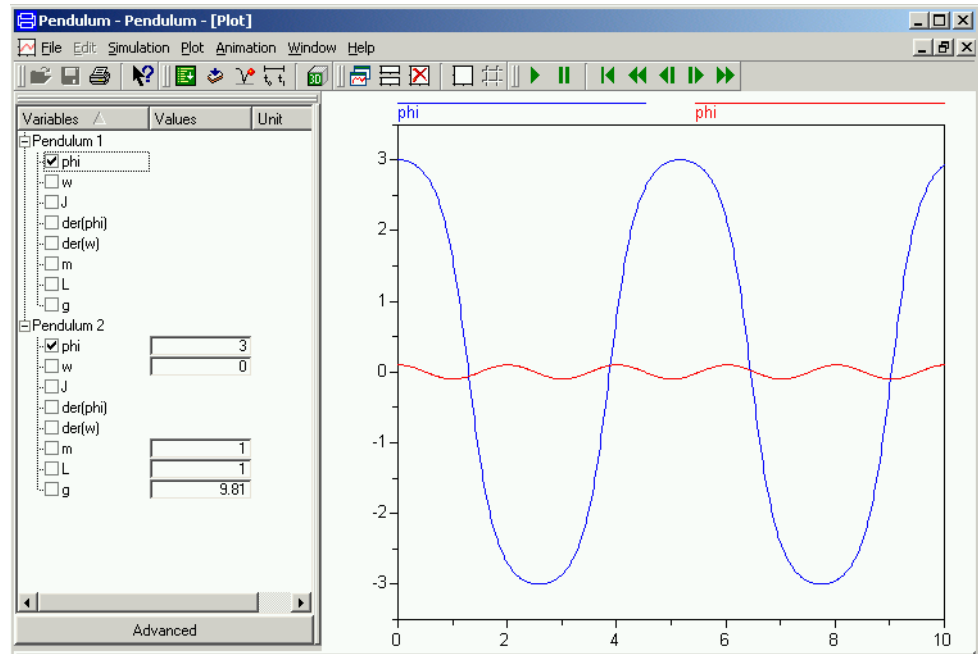 Pendulum - Pendulum - [Plot]
File Edit Simulation Plot Animation Window Help
3D
Variables Values Unit
Pendulum 1
phi
w
J
der(phi)
der(w)
m
L
g
Pendulum 2
phi 3
w 0
J
der(phi)
der(w)
m 1
L 1
g 9.81
Advanced
phi phi
3
2
1
0
-1
-2
-3
0 2 4 6 8 10